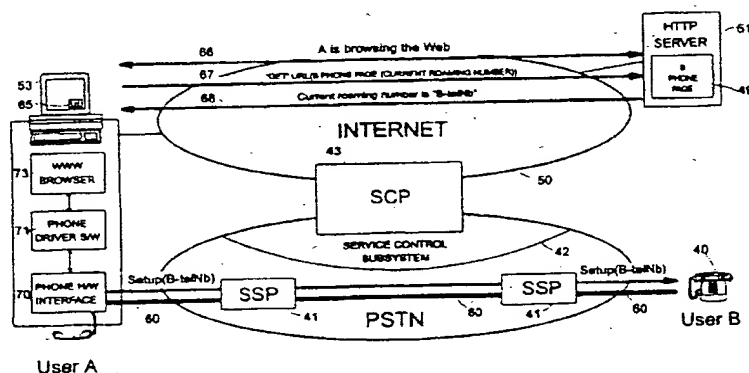 66
A is browsing the Web
HTTP
SERVER
51
67
"GET" URL(B PHONE PAGE (CURRENT ROAMING NUMBER))
B
PHONE
PAGE
49
53
65
68
Current roaming number is "B-telNb"
INTERNET
43
SCP
50
73
WWW
BROWSER
71
PHONE
DRIVER S/W
SERVICE CONTROL
SUBSYSTEM
42
40
70
PHONE H/W
INTERFACE
Setup(B-telNb)
SSP
SSP
Setup(B-telNb)
60
41
60
41
60
PSTN
User A
User B